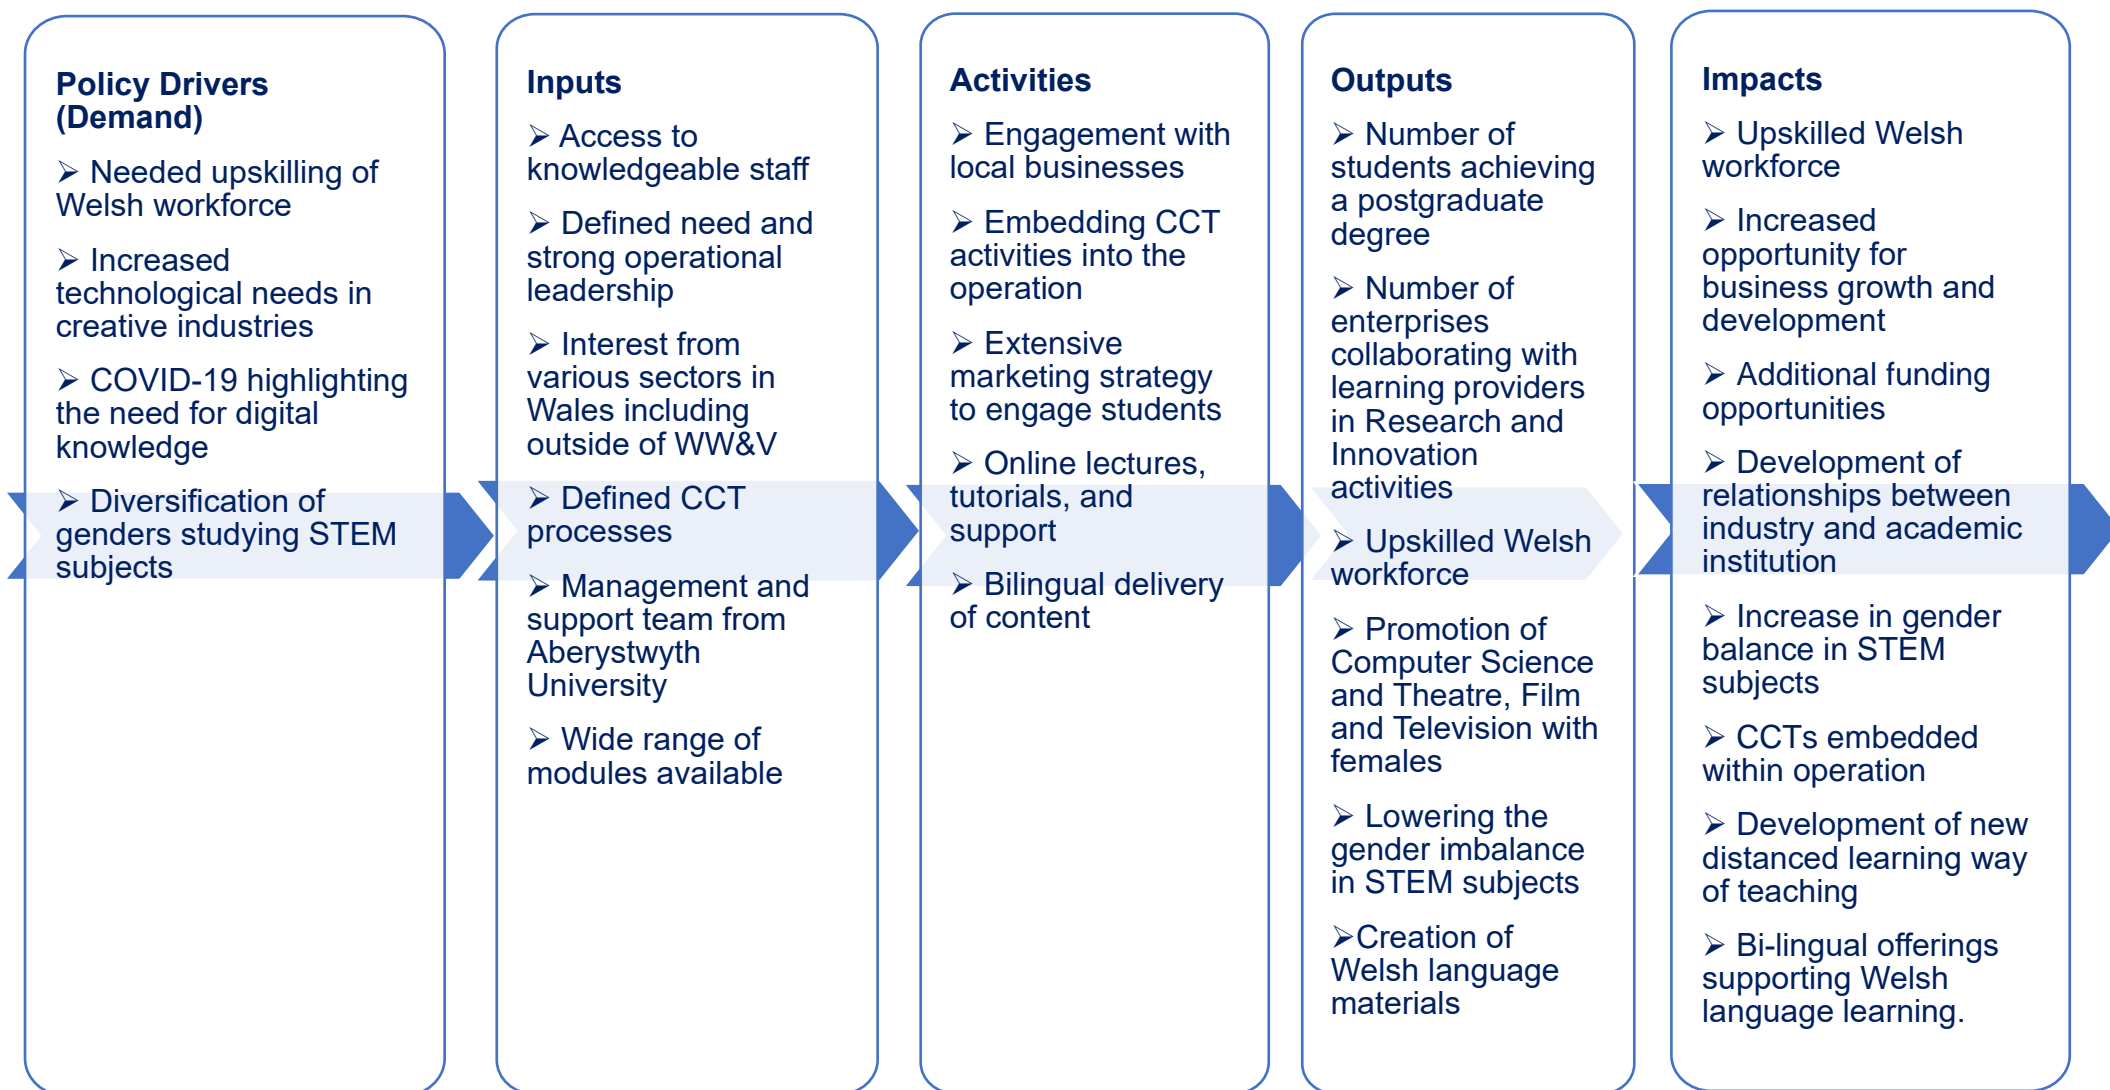 Policy Drivers
(Demand)
➢ Needed upskilling of
Welsh workforce
➢ Increased
technological needs in
creative industries
➢ COVID-19 highlighting
the need for digital
knowledge
➢ Diversification of
genders studying STEM
subjects
Inputs
➢ Access to
knowledgeable staff
➢ Defined need and
strong operational
leadership
➢ Interest from
various sectors in
Wales including
outside of WW&V
➢ Defined CCT
processes
➢ Management and
support team from
Aberystwyth
University
➢ Wide range of
modules available
Activities
➢ Engagement with
local businesses
➢ Embedding CCT
activities into the
operation
➢ Extensive
marketing strategy
to engage students
➢ Online lectures,
tutorials, and
support
➢ Bilingual delivery
of content
Outputs
➢ Number of
students achieving
a postgraduate
degree
➢ Number of
enterprises
collaborating with
learning providers
in Research and
Innovation
activities
➢ Upskilled Welsh
workforce
➢ Promotion of
Computer Science
and Theatre, Film
and Television with
females
➢ Lowering the
gender imbalance
in STEM subjects
➢Creation of
Welsh language
materials
Impacts
➢ Upskilled Welsh
workforce
➢ Increased
opportunity for
business growth and
development
➢ Additional funding
opportunities
➢ Development of
relationships between
industry and academic
institution
➢ Increase in gender
balance in STEM
subjects
➢ CCTs embedded
within operation
➢ Development of new
distanced learning way
of teaching
➢ Bi-lingual offerings
supporting Welsh
language learning.